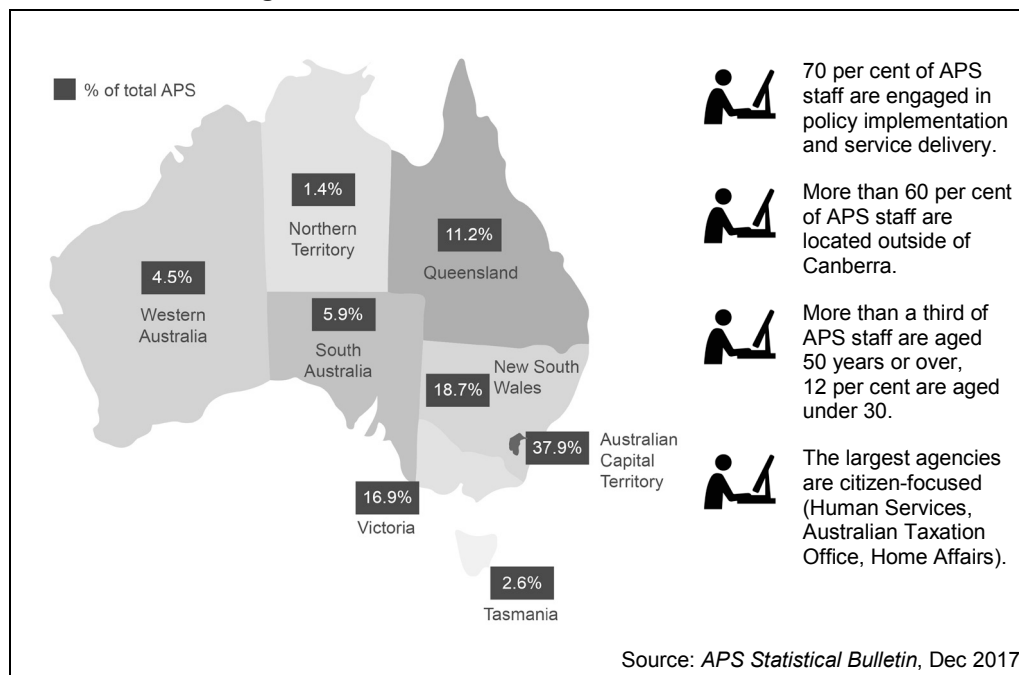 % of total APS
1.4%
Northern
Territory
11.2%
Queensland
4.5%
Western
Australia
5.9%
South
Australia
New South
Wales
18.7%
37.9%
Australian
Capital
Territory
16.9%
Victoria
2.6%
Tasmania
70 per cent of APS
staff are engaged in
policy implementation
and service delivery.
More than 60 per cent
of APS staff are
located outside of
Canberra.
More than a third of
APS staff are aged
50 years or over,
12 per cent are aged
under 30.
The largest agencies
are citizen-focused
(Human Services,
Australian Taxation
Office, Home Affairs).
Source: APS Statistical Bulletin, Dec 2017